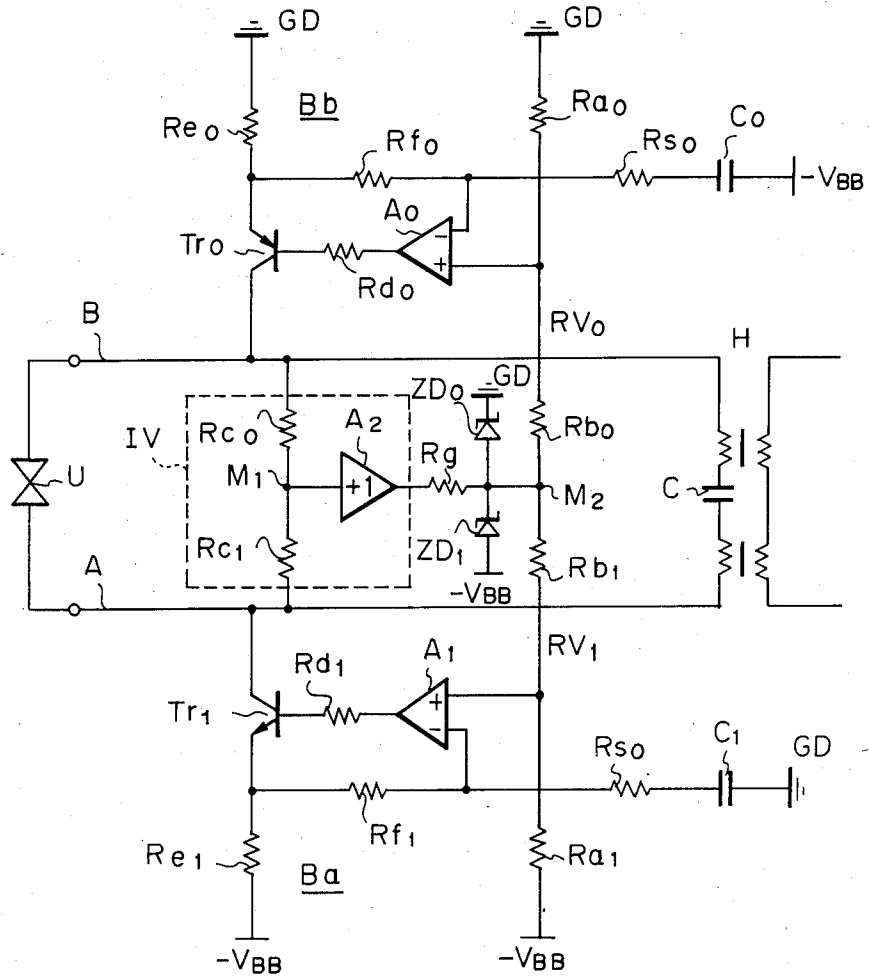 GD GD
Bb
Re0 Ra0 C0
Rf0 Rs0
-VBB
A0
-
+
Tr0
Rd0
RV0
B H
ZD0 GD
IV Rc0 A2 Rb0
Rg
U M1 +1 M2 C
Rc1 ZD1
A -VBB Rb1
RV1
A1
Rd1
+
-
Tr1
Rs0 C1 GD
Rf1
Re1 Ra1
Ba
-VBB -VBB